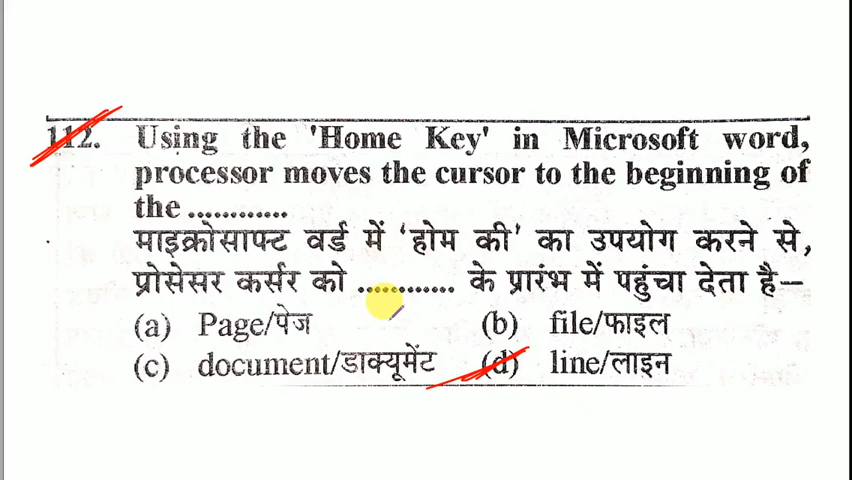 112. Using the 'Home Key' in Microsoft word,
processor moves the cursor to the beginning of
the .............
माइक्रोसाफ्ट वर्ड में 'होम की' का उपयोग करने से,
प्रोसेसर कर्सर को ............ के प्रारंभ में पहुंचा देता है–
(a) Page/पेज (b) file/फाइल
(c) document/डाक्यूमेंट (d) line/लाइन